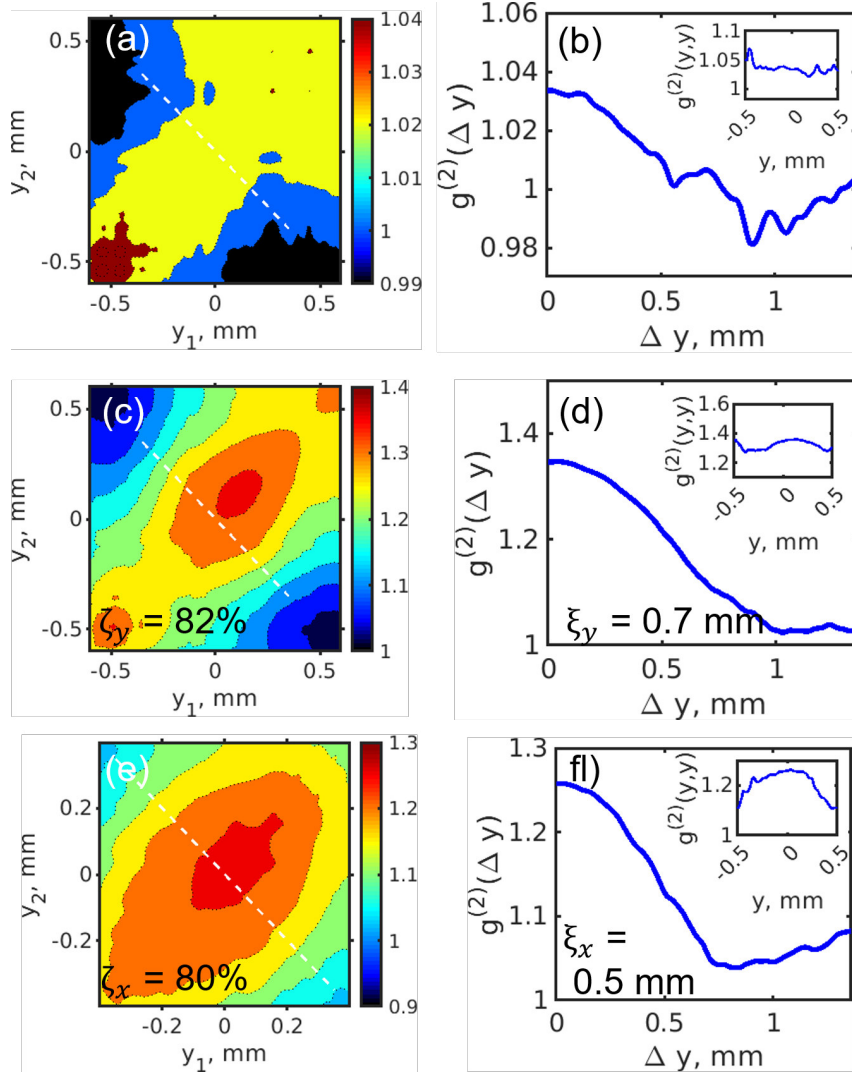 (a)
y₂, mm
0.5
0
-0.5
-0.5
0
0.5
y₁, mm
1.04
1.03
1.02
1.01
1
0.99
(b)
g⁽²⁾(Δ y)
1.06
1.04
1.02
1
0.98
0
0.5
1
Δ y, mm
g⁽²⁾(y,y)
1.1
1.05
1
-0.5
0
0.5
y, mm
(c)
y₂, mm
0.5
0
-0.5
ζy = 82%
-0.5
0
0.5
y₁, mm
1.4
1.3
1.2
1.1
1
(d)
g⁽²⁾(Δ y)
1.4
1.2
1
ξy = 0.7 mm
0
0.5
1
Δ y, mm
g⁽²⁾(y,y)
1.6
1.4
1.2
-0.5
0
0.5
y, mm
(e)
y₂, mm
0.2
0
-0.2
ζx = 80%
-0.2
0
0.2
y₁, mm
1.3
1.2
1.1
1
0.9
fl)
g⁽²⁾(Δ y)
1.3
1.2
1.1
1
ξx =
0.5 mm
0
0.5
1
Δ y, mm
g⁽²⁾(y,y)
1.2
1
-0.5
0
0.5
y, mm